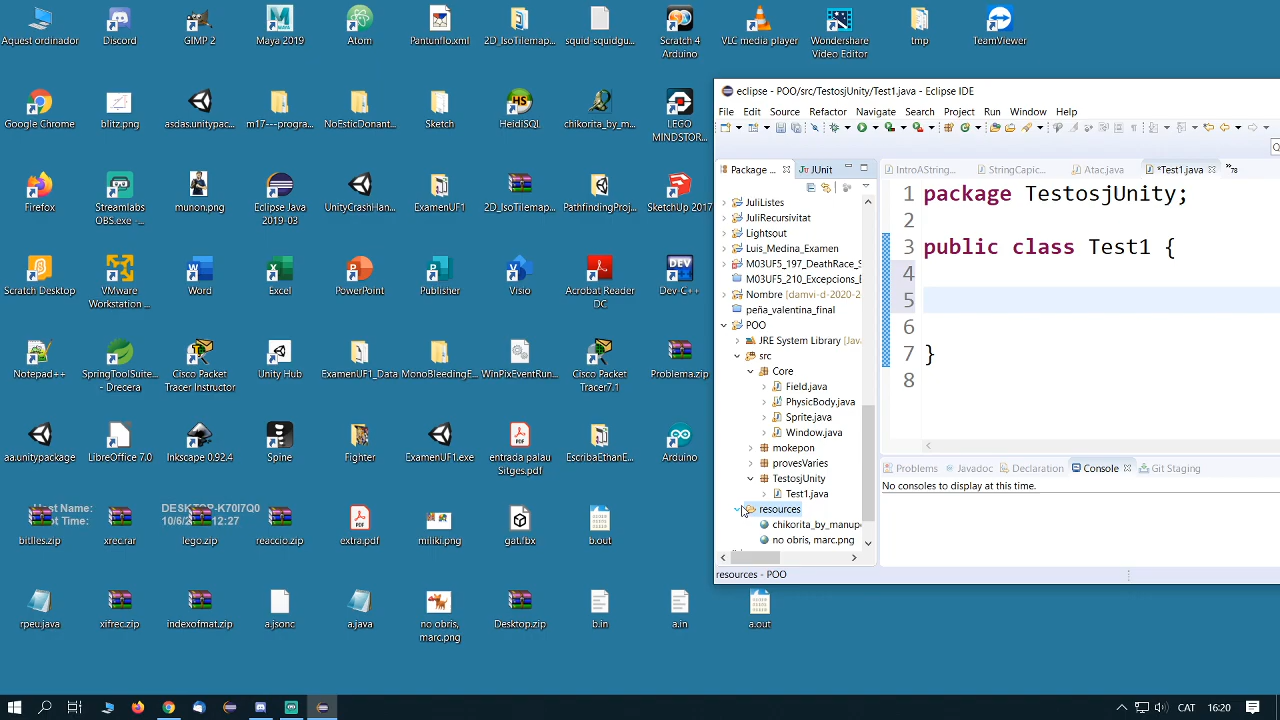 Aquest ordinador
Discord
GIMP 2
Maya 2019
Atom
Pantunflo.xml
2D_IsoTilemap...
squid-squidgu...
Scratch 4
Arduino
VLC media player
Wondershare
Video Editor
tmp
TeamViewer
Google Chrome
blitz.png
asdas.unitypac...
m17---progra...
NoEsticDonant...
Sketch
HeidiSQL
chikorita_by_m...
LEGO
MINDSTOR...
Firefox
Streamlabs
OBS.exe -...
munon.png
Eclipse Java
2019-03
UnityCrashHan...
ExamenUF1
2D_IsoTilemap...
PathfindingProj...
SketchUp 2017
Scratch Desktop
VMware
Workstation ...
Word
Excel
PowerPoint
Publisher
Visio
Acrobat Reader
DC
Dev-C++
Notepad++
SpringToolSuite...
- Drecera
Cisco Packet
Tracer Instructor
Unity Hub
ExamenUF1_Data
MonoBleedingE...
WinPixEventRun...
Cisco Packet
Tracer7.1
Problema.zip
aa.unitypackage
LibreOffice 7.0
Inkscape 0.92.4
Spine
Fighter
ExamenUF1.exe
entrada palau
Sitges.pdf
EscribaEthanE...
Arduino
Host Name:
DESKTOP-K70I7Q0
bitlles.zip
xrec.rar
lego.zip
reaccio.zip
extra.pdf
miliki.png
gat.fbx
b.out
rpeu.java
xifrec.zip
indexofmat.zip
a.jsonc
a.java
no obris,
marc.png
Desktop.zip
b.in
a.in
a.out
eclipse - POO/src/TestosjUnity/Test1.java - Eclipse IDE
File Edit Source Refactor Navigate Search Project Run Window Help
Package ...
JUnit
IntroAString...
StringCapic...
Atac.java
*Test1.java
JuliListes
JuliRecursivitat
Lightsout
Luis_Medina_Examen
M03UF5_197_DeathRace_S
M03UF5_210_Excepcions_E
Nombre [damvi-d-2020-2
peña_valentina_final
POO
JRE System Library [Java
src
Core
Field.java
PhysicBody.java
Sprite.java
Window.java
mokepon
provesVaries
TestosjUnity
Test1.java
resources
chikorita_by_manup
no obris, marc.png
1 package TestosjUnity;
2
3 public class Test1 {
4
5
6
7 }
8
Problems Javadoc Declaration Console Git Staging
No consoles to display at this time.
resources - POO
CAT 16:20